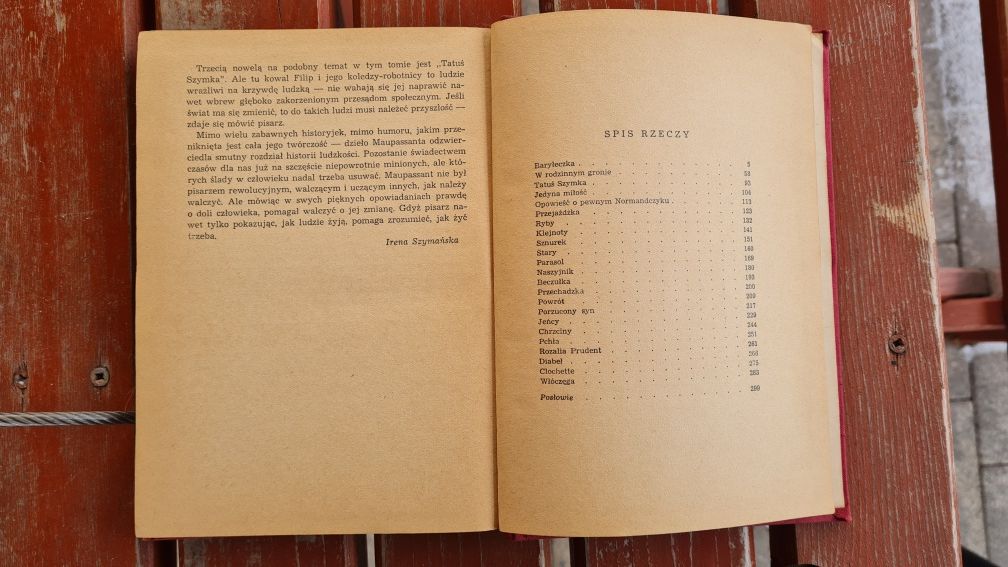 Trzecią nowelą na podobny temat w tym tomie jest „Tatuś
Szymka". Ale tu kowal Filip i jego koledzy-robotnicy to ludzie
wrażliwi na krzywdę ludzką — nie wahają się jej naprawić na-
wet wbrew głęboko zakorzenionym przesądom społecznym. Jeśli
świat ma się zmienić, to do takich ludzi musi należeć przyszłość —
zdaje się mówić pisarz.
Mimo wielu zabawnych historyjek, mimo humoru, jakim prze-
niknięta jest cała jego twórczość — dzieło Maupassanta odzwier-
ciedla smutny rozdział historii ludzkości. Pozostanie świadectwem
czasów dla nas już na szczęście niepowrotnie minionych, ale któ-
rych ślady w człowieku nadal trzeba usuwać. Maupassant nie był
pisarzem rewolucyjnym, walczącym i uczącym innych, jak należy
walczyć. Ale mówiąc w swych pięknych opowiadaniach prawdę
o doli człowieka, pomagał walczyć o jej zmianę. Gdyż pisarz na-
wet tylko pokazując, jak ludzie żyją, pomaga zrozumieć, jak żyć
trzeba.
Irena Szymańska
SPIS RZECZY
Baryłeczka 5
W rodzinnym gronie 58
Tatuś Szymka 93
Jedyna miłość 104
Opowieść o pewnym Normandczyku 113
Przejażdżka 123
Ryby 132
Klejnoty 141
Sznurek 151
Stary 160
Parasol 169
Naszyjnik 180
Beczułka 193
Przechadzka 200
Powrót 209
Porzucony syn 217
Jeńcy 229
Chrzciny 244
Pchła 251
Rozalia Prudent 261
Diabeł 266
Clochette 275
Włóczęga 285
Posłowie 299